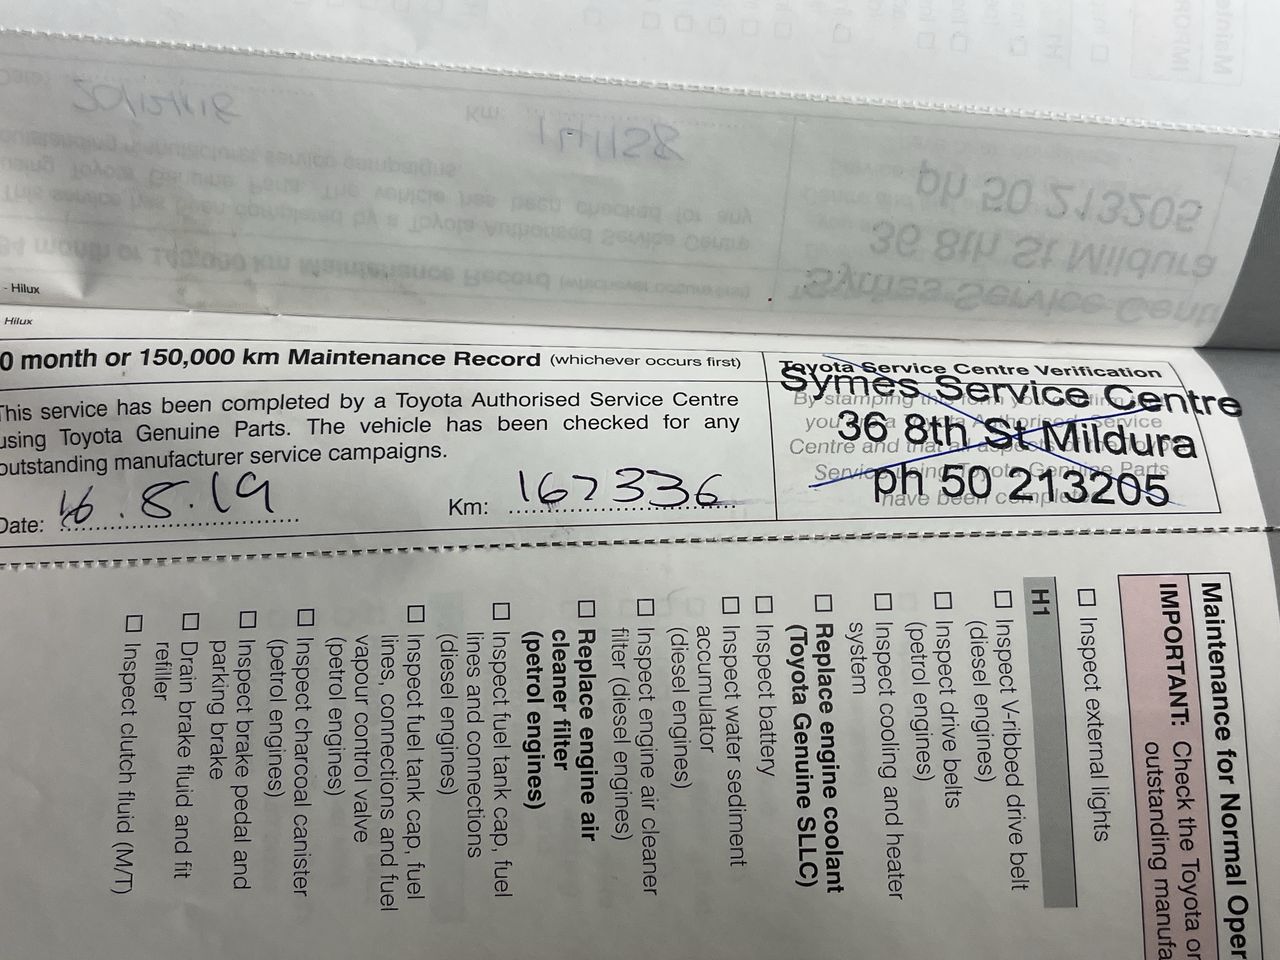 - Hilux
Hilux
0 month or 150,000 km Maintenance Record (whichever occurs first)
This service has been completed by a Toyota Authorised Service Centre
using Toyota Genuine Parts. The vehicle has been checked for any
outstanding manufacturer service campaigns.
Date: 16.8.19
Km: 167336
Toyota Service Centre Verification
Symes Service Centre
36 8th St Mildura
ph 50 213205
Maintenance for Normal Oper
IMPORTANT: Check the Toyota or
outstanding manufa
☐ Inspect external lights
H1
☐ Inspect V-ribbed drive belt
(diesel engines)
☐ Inspect drive belts
(petrol engines)
☐ Inspect cooling and heater
system
☐ Replace engine coolant
(Toyota Genuine SLLC)
☐ Inspect battery
☐ Inspect water sediment
accumulator
(diesel engines)
☐ Inspect engine air cleaner
filter (diesel engines)
☐ Replace engine air
cleaner filter
(petrol engines)
☐ Inspect fuel tank cap, fuel
lines and connections
(diesel engines)
☐ Inspect fuel tank cap, fuel
lines, connections and fuel
vapour control valve
(petrol engines)
☐ Inspect charcoal canister
(petrol engines)
☐ Inspect brake pedal and
parking brake
☐ Drain brake fluid and fit
refiller
☐ Inspect clutch fluid (M/T)